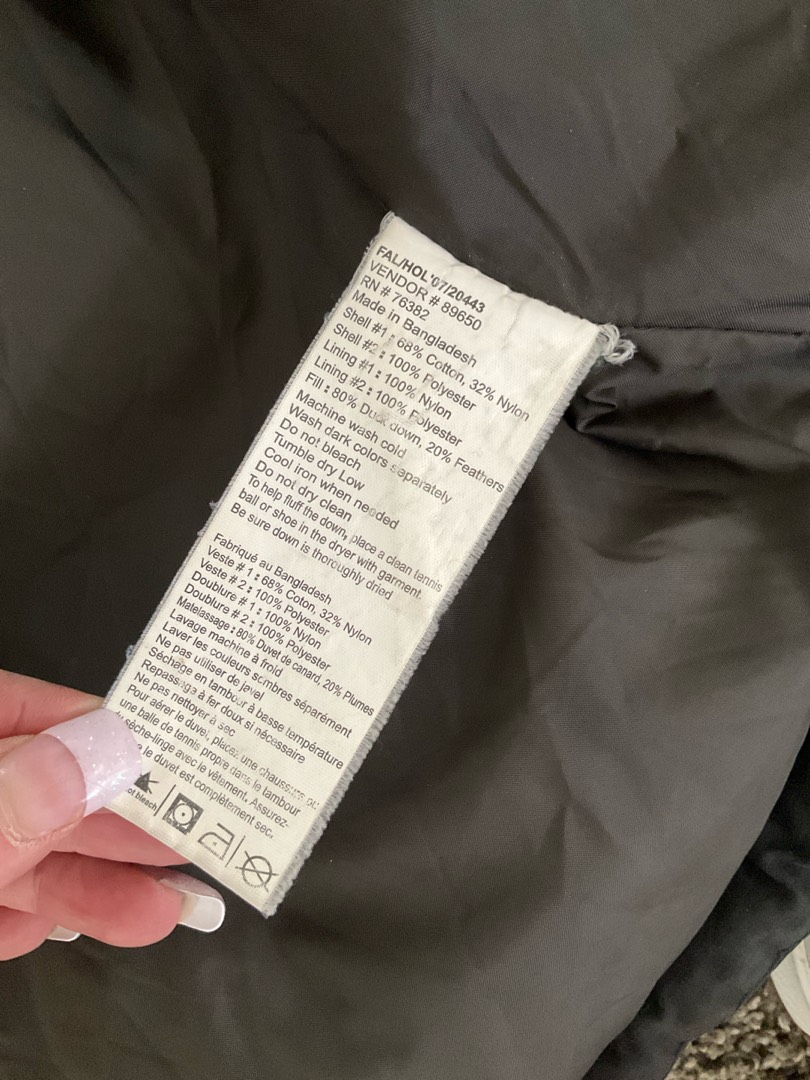 FAL/HOL'07/20443
VENDOR # 89650
RN # 76382
Made in Bangladesh
Shell #1 : 68% Cotton, 32% Nylon
Shell #2 : 100% Polyester
Lining #1 : 100% Nylon
Lining #2 : 100% Polyester
Fill : 80% Duck down, 20% Feathers
Machine wash cold
Wash dark colors separately
Do not bleach
Tumble dry Low
Cool iron when needed
Do not dry clean
To help fluff the down, place a clean tennis
ball or shoe in the dryer with garment.
Be sure down is thoroughly dried
Fabriqué au Bangladesh
Veste # 1 : 68% Coton, 32% Nylon
Veste # 2 : 100% Polyester
Doublure # 1 : 100% Nylon
Doublure # 2 : 100% Polyester
Matelassage : 80% Duvet de canard, 20% Plumes
Lavage machine à froid
Laver les couleurs sombres séparément
Ne pas utiliser de javel
Séchage en tambour à basse température
Repassage à fer doux si nécessaire
Ne pas nettoyer à sec
Pour aérer le duvet, placez une chaussure ou
une balle de tennis propre dans le tambour
sèche-linge avec le vêtement. Assurez-
le duvet est complètement sec.
bleach